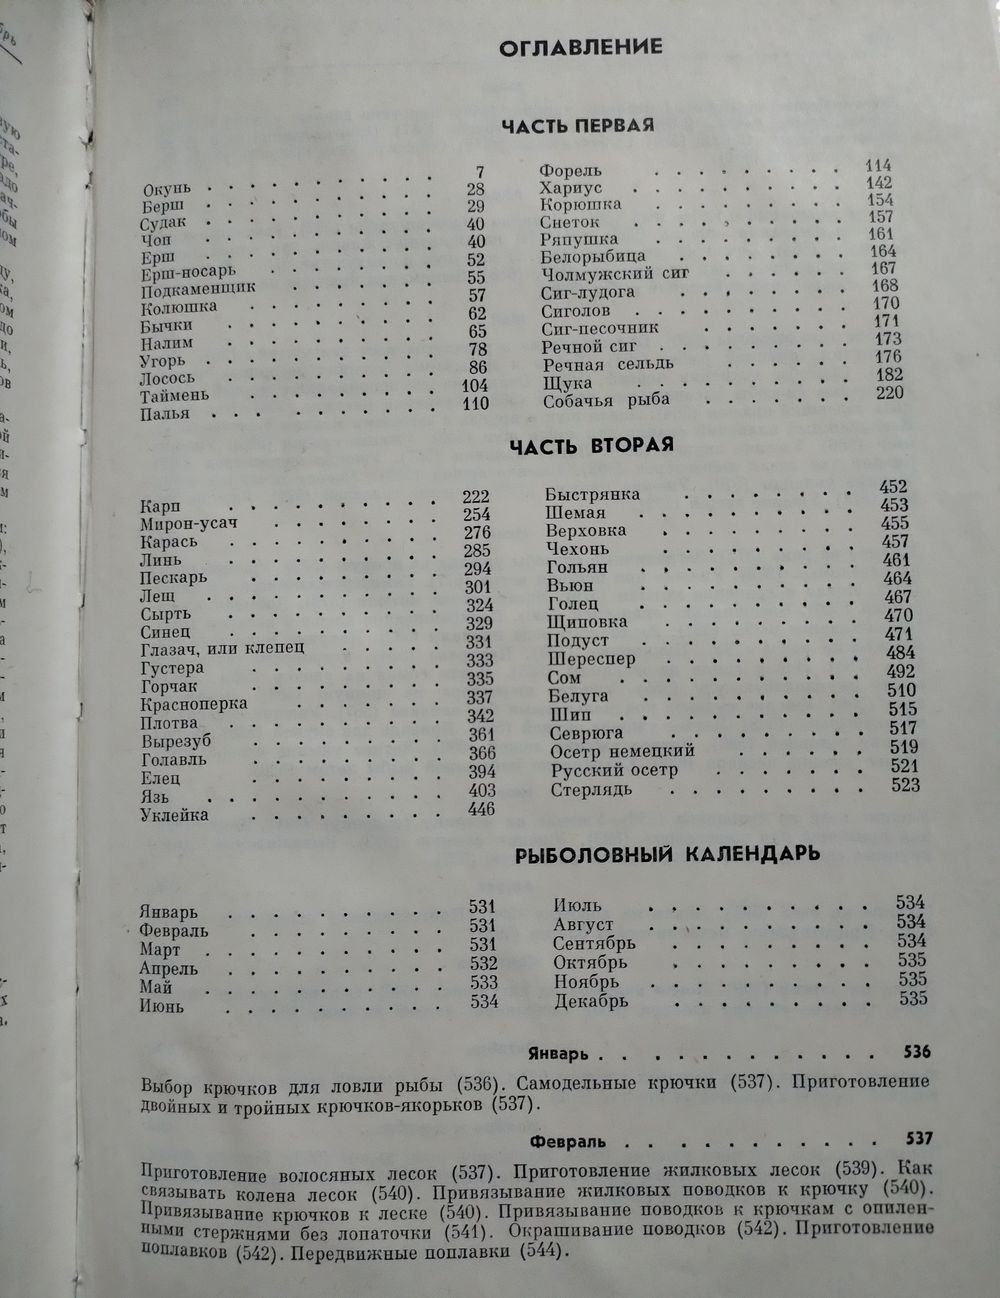 ОГЛАВЛЕНИЕ
ЧАСТЬ ПЕРВАЯ
Окунь 7
Берш 28
Судак 29
Чоп 40
Ерш 40
Ерш-носарь 52
Подкаменщик 55
Колюшка 57
Бычки 62
Налим 65
Угорь 78
Лосось 86
Таймень 104
Палья 110
Форель 114
Хариус 142
Корюшка 154
Снеток 157
Ряпушка 161
Белорыбица 164
Чолмужский сиг 167
Сиг-лудога 168
Сиголов 170
Сиг-песочник 171
Речной сиг 173
Речная сельдь 176
Щука 182
Собачья рыба 220
ЧАСТЬ ВТОРАЯ
Карп 222
Мирон-усач 254
Карась 276
Линь 285
Пескарь 294
Лещ 301
Сырть 324
Синец 329
Глазач, или клепец 331
Густера 333
Горчак 335
Красноперка 337
Плотва 342
Вырезуб 361
Голавль 366
Елец 394
Язь 403
Уклейка 446
Быстрянка 452
Шемая 453
Верховка 455
Чехонь 457
Гольян 461
Вьюн 464
Голец 467
Щиповка 470
Подуст 471
Шереспер 484
Сом 492
Белуга 510
Шип 515
Севрюга 517
Осетр немецкий 519
Русский осетр 521
Стерлядь 523
РЫБОЛОВНЫЙ КАЛЕНДАРЬ
Январь 531
Февраль 531
Март 531
Апрель 532
Май 533
Июнь 534
Июль 534
Август 534
Сентябрь 534
Октябрь 535
Ноябрь 535
Декабрь 535
Январь 536
Выбор крючков для ловли рыбы (536). Самодельные крючки (537). Приготовление
двойных и тройных крючков-якорьков (537).
Февраль 537
Приготовление волосяных лесок (537). Приготовление жилковых лесок (539). Как
связывать колена лесок (540). Привязывание жилковых поводков к крючку (540).
Привязывание крючков к леске (540). Привязывание поводков к крючкам с опилен-
ными стержнями без лопаточки (541). Окрашивание поводков (542). Приготовление
поплавков (542). Передвижные поплавки (544).